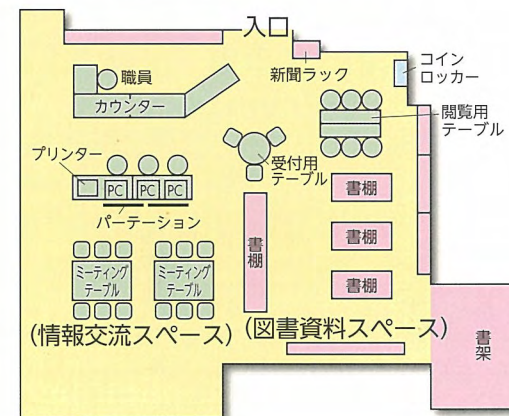 入口
コイン
ロッカー
職員
新聞ラック
カウンター
閲覧用
テーブル
プリンター
受付用
テーブル
PC
PC
PC
パーテーション
書棚
書棚
書棚
書棚
ミーティング
テーブル
ミーティング
テーブル
(情報交流スペース)
(図書資料スペース)
書架